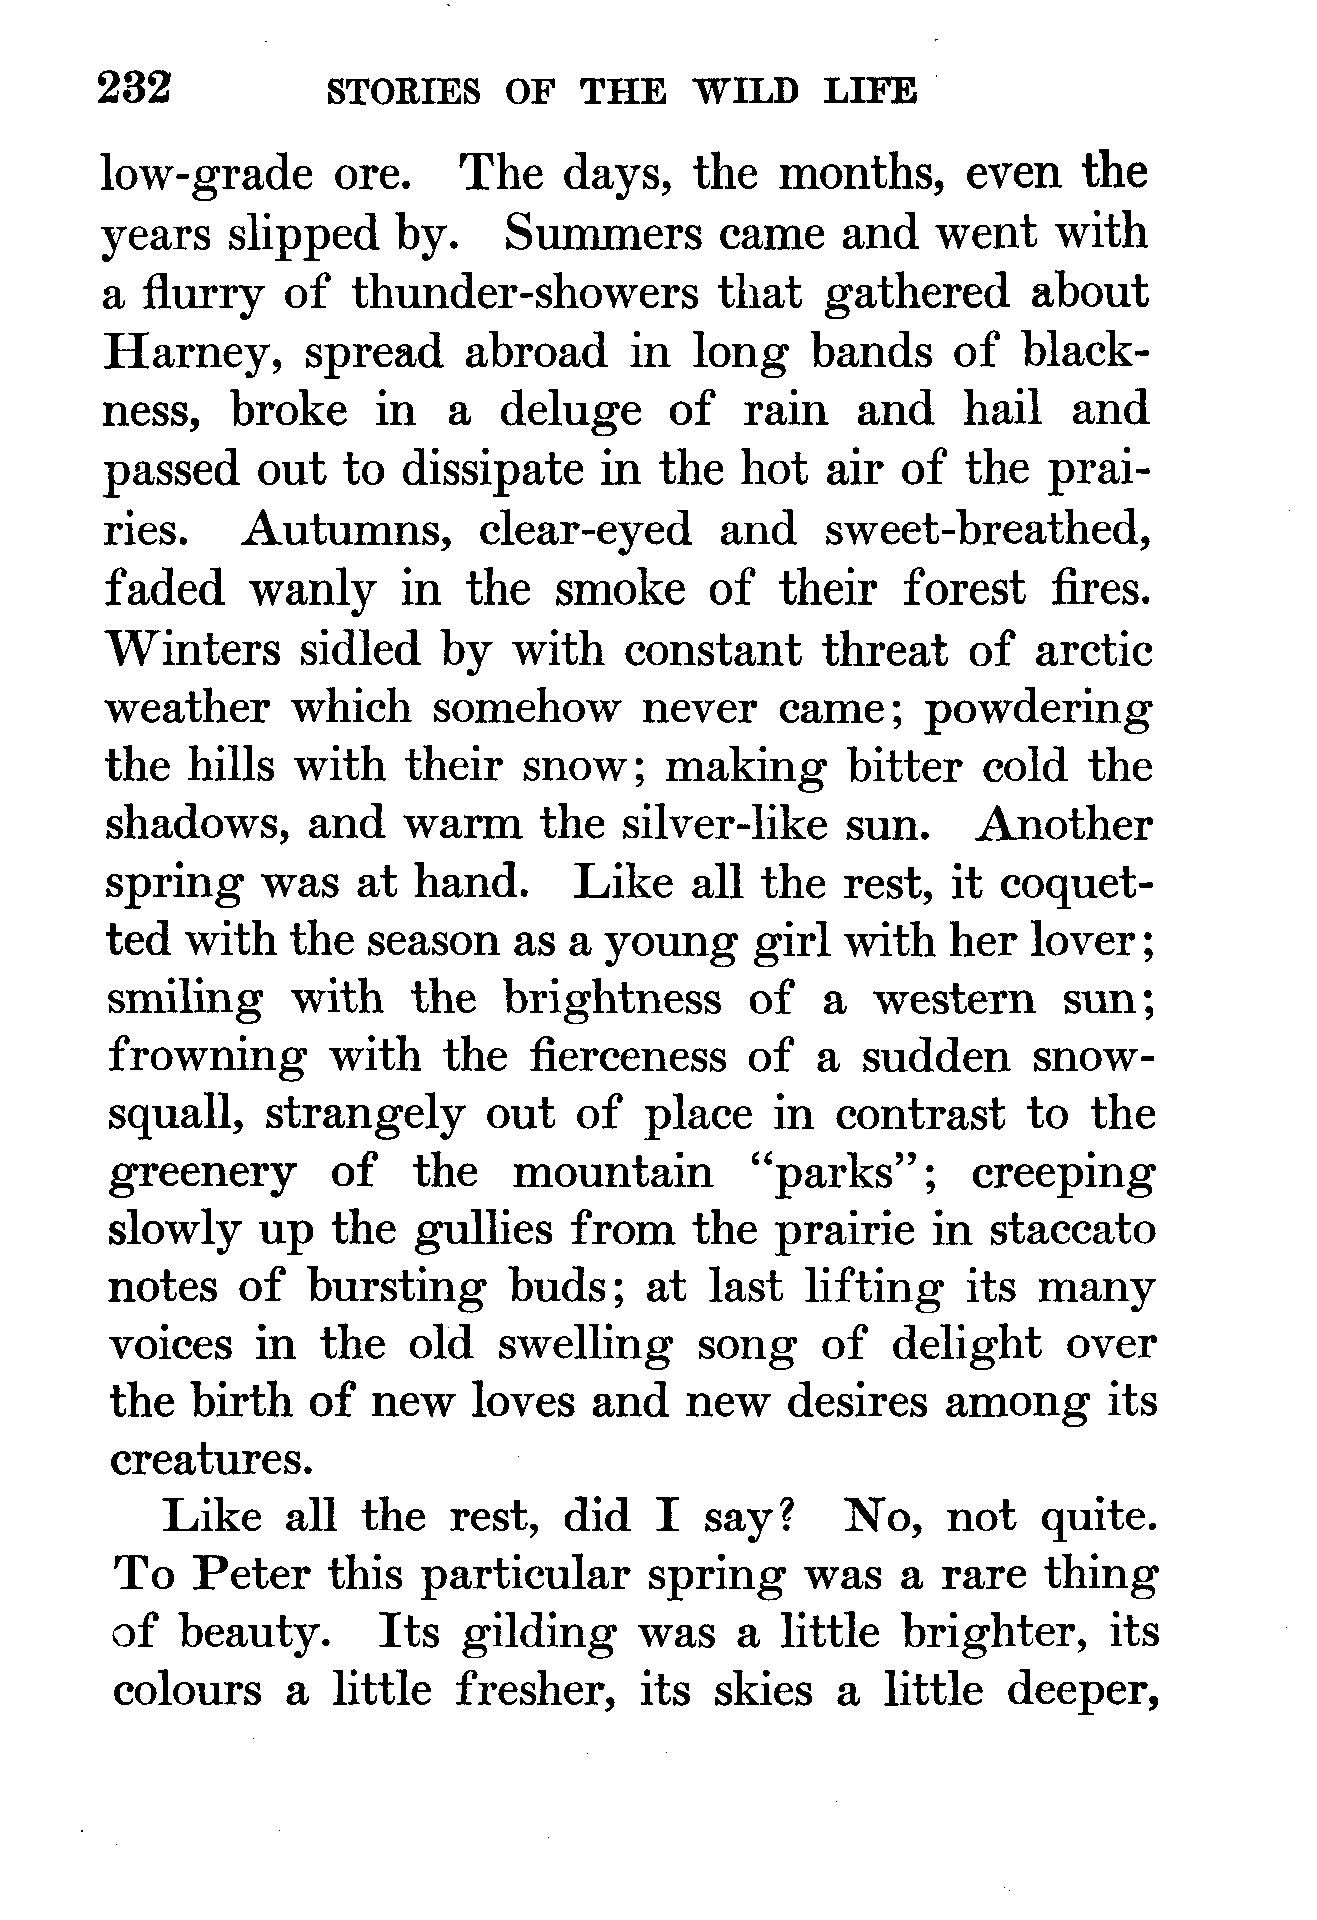 232 STORIES OF THE WILD LIFE
low-grade ore. The days, the months, even the
years slipped by. Summers came and went with
a flurry of thunder-showers that gathered about
Harney, spread abroad in long bands of black-
ness, broke in a deluge of rain and hail and
passed out to dissipate in the hot air of the prai-
ries. Autumns, clear-eyed and sweet-breathed,
faded wanly in the smoke of their forest fires.
Winters sidled by with constant threat of arctic
weather which somehow never came; powdering
the hills with their snow; making bitter cold the
shadows, and warm the silver-like sun. Another
spring was at hand. Like all the rest, it coquet-
ted with the season as a young girl with her lover;
smiling with the brightness of a western sun;
frowning with the fierceness of a sudden snow-
squall, strangely out of place in contrast to the
greenery of the mountain “parks”; creeping
slowly up the gullies from the prairie in staccato
notes of bursting buds; at last lifting its many
voices in the old swelling song of delight over
the birth of new loves and new desires among its
creatures.
Like all the rest, did I say? No, not quite.
To Peter this particular spring was a rare thing
of beauty. Its gilding was a little brighter, its
colours a little fresher, its skies a little deeper,